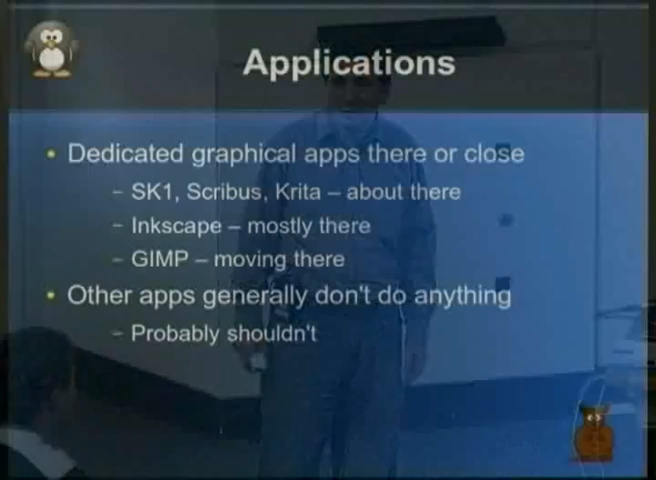 Applications
• Dedicated graphical apps there or close
– SK1, Scribus, Krita – about there
– Inkscape – mostly there
– GIMP – moving there
• Other apps generally don't do anything
– Probably shouldn't